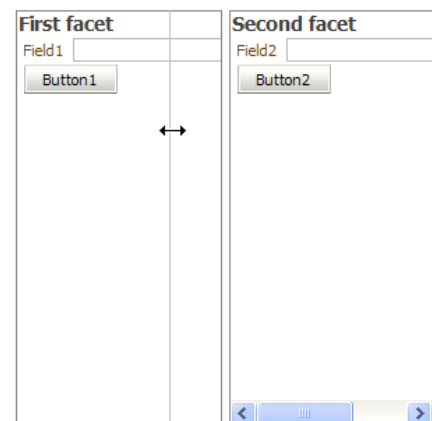 First facet
Field1
Button1
Second facet
Field2
Button2